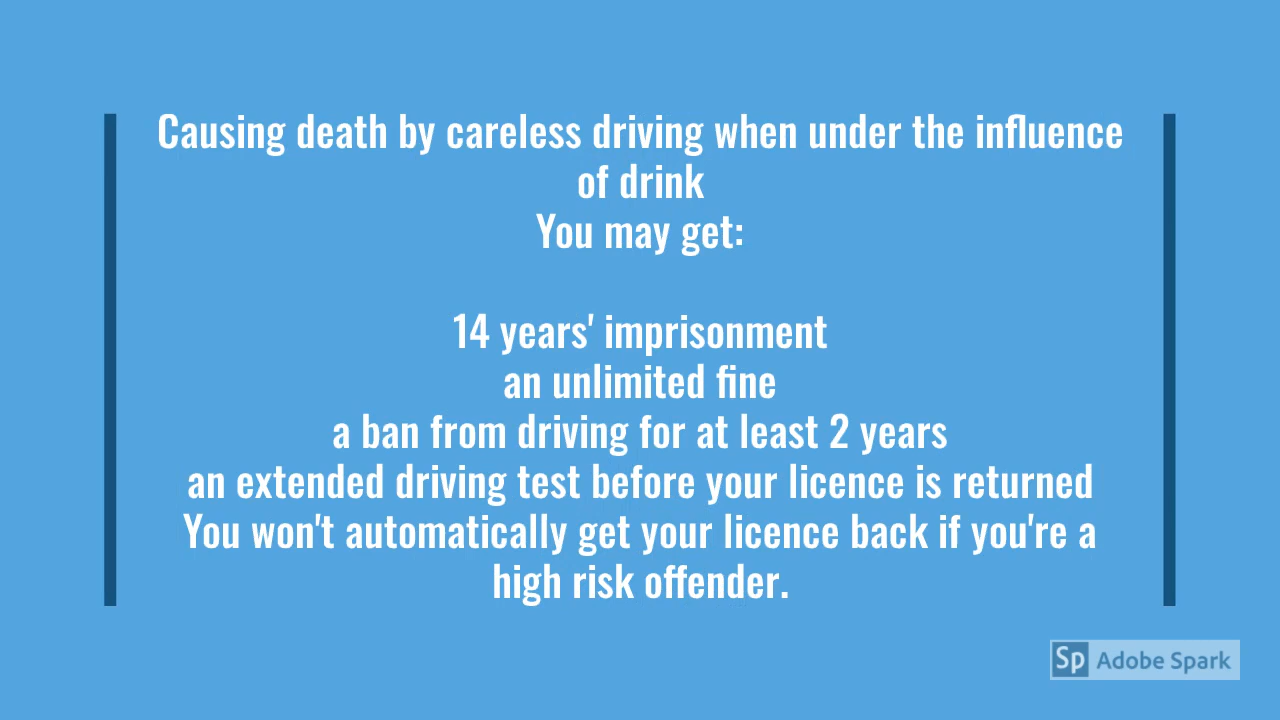 Causing death by careless driving when under the influence
of drink
You may get:
14 years' imprisonment
an unlimited fine
a ban from driving for at least 2 years
an extended driving test before your licence is returned
You won't automatically get your licence back if you're a
high risk offender.
Sp Adobe Spark